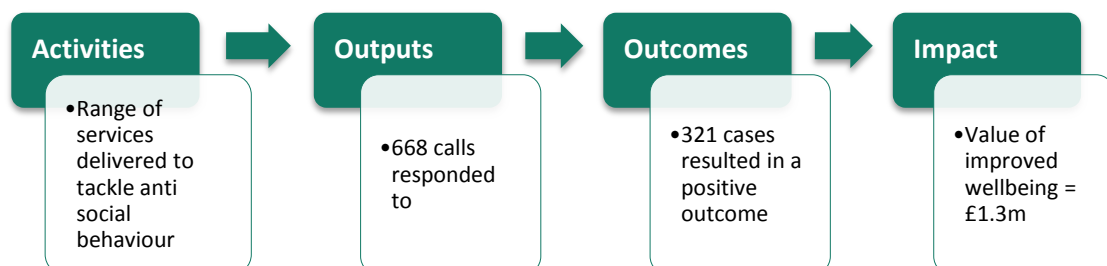 Activities
•Range of
services
delivered to
tackle anti
social
behaviour
Outputs
•668 calls
responded
to
Outcomes
•321 cases
resulted in a
positive
outcome
Impact
•Value of
improved
wellbeing =
£1.3m